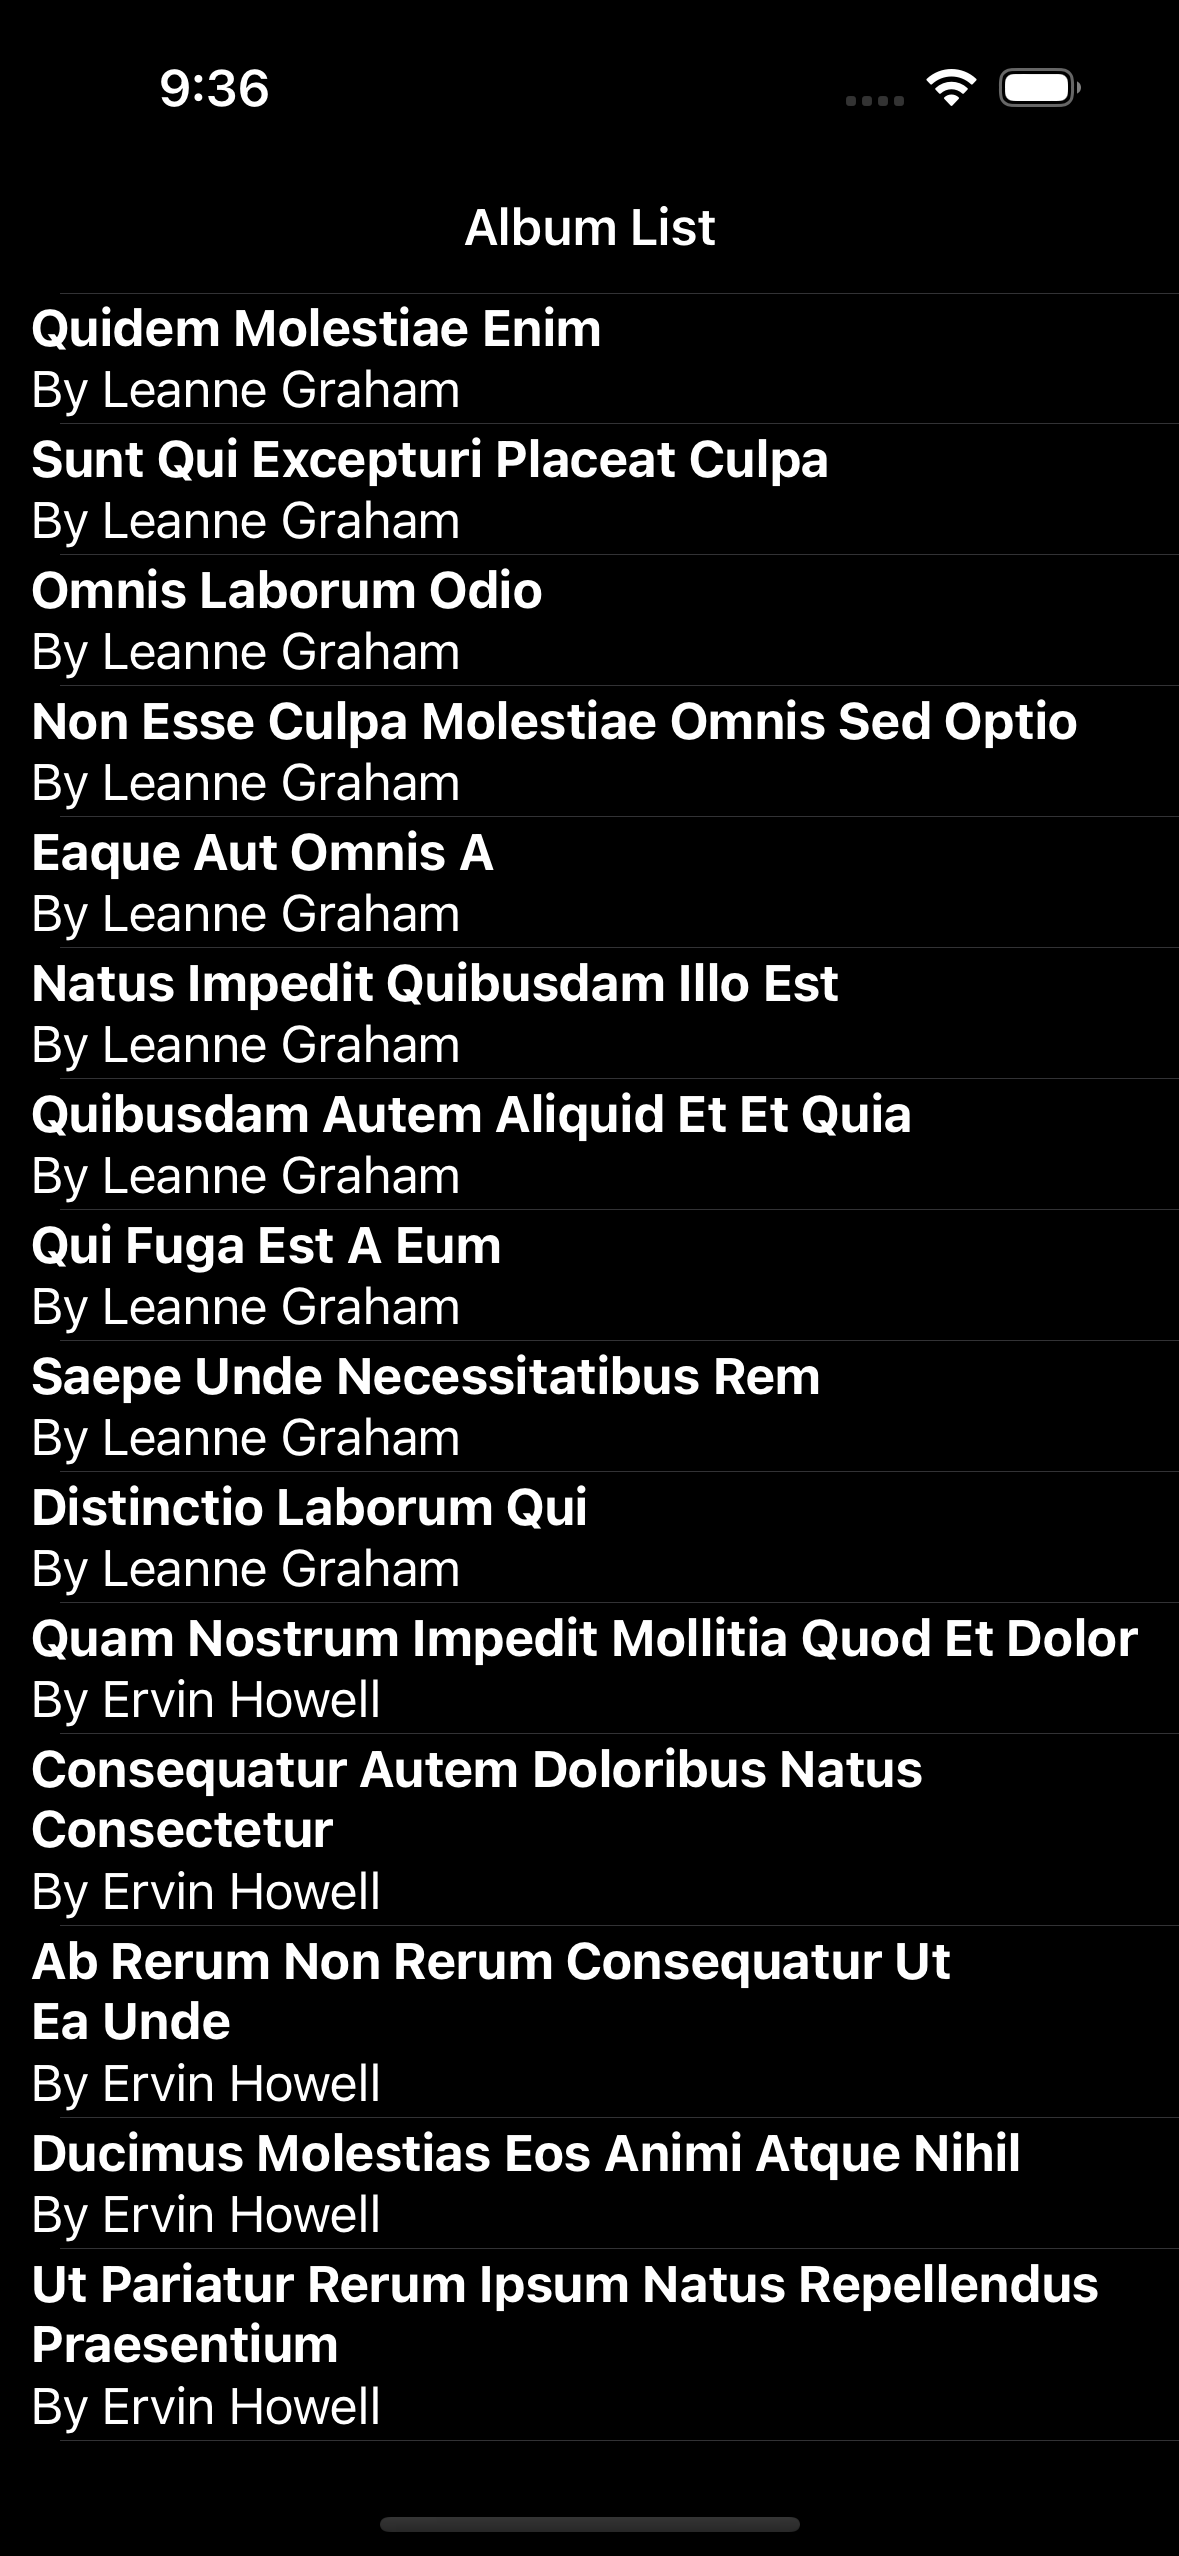 9:36
Album List
Quidem Molestiae Enim
By Leanne Graham
Sunt Qui Excepturi Placeat Culpa
By Leanne Graham
Omnis Laborum Odio
By Leanne Graham
Non Esse Culpa Molestiae Omnis Sed Optio
By Leanne Graham
Eaque Aut Omnis A
By Leanne Graham
Natus Impedit Quibusdam Illo Est
By Leanne Graham
Quibusdam Autem Aliquid Et Et Quia
By Leanne Graham
Qui Fuga Est A Eum
By Leanne Graham
Saepe Unde Necessitatibus Rem
By Leanne Graham
Distinctio Laborum Qui
By Leanne Graham
Quam Nostrum Impedit Mollitia Quod Et Dolor
By Ervin Howell
Consequatur Autem Doloribus Natus
Consectetur
By Ervin Howell
Ab Rerum Non Rerum Consequatur Ut
Ea Unde
By Ervin Howell
Ducimus Molestias Eos Animi Atque Nihil
By Ervin Howell
Ut Pariatur Rerum Ipsum Natus Repellendus
Praesentium
By Ervin Howell